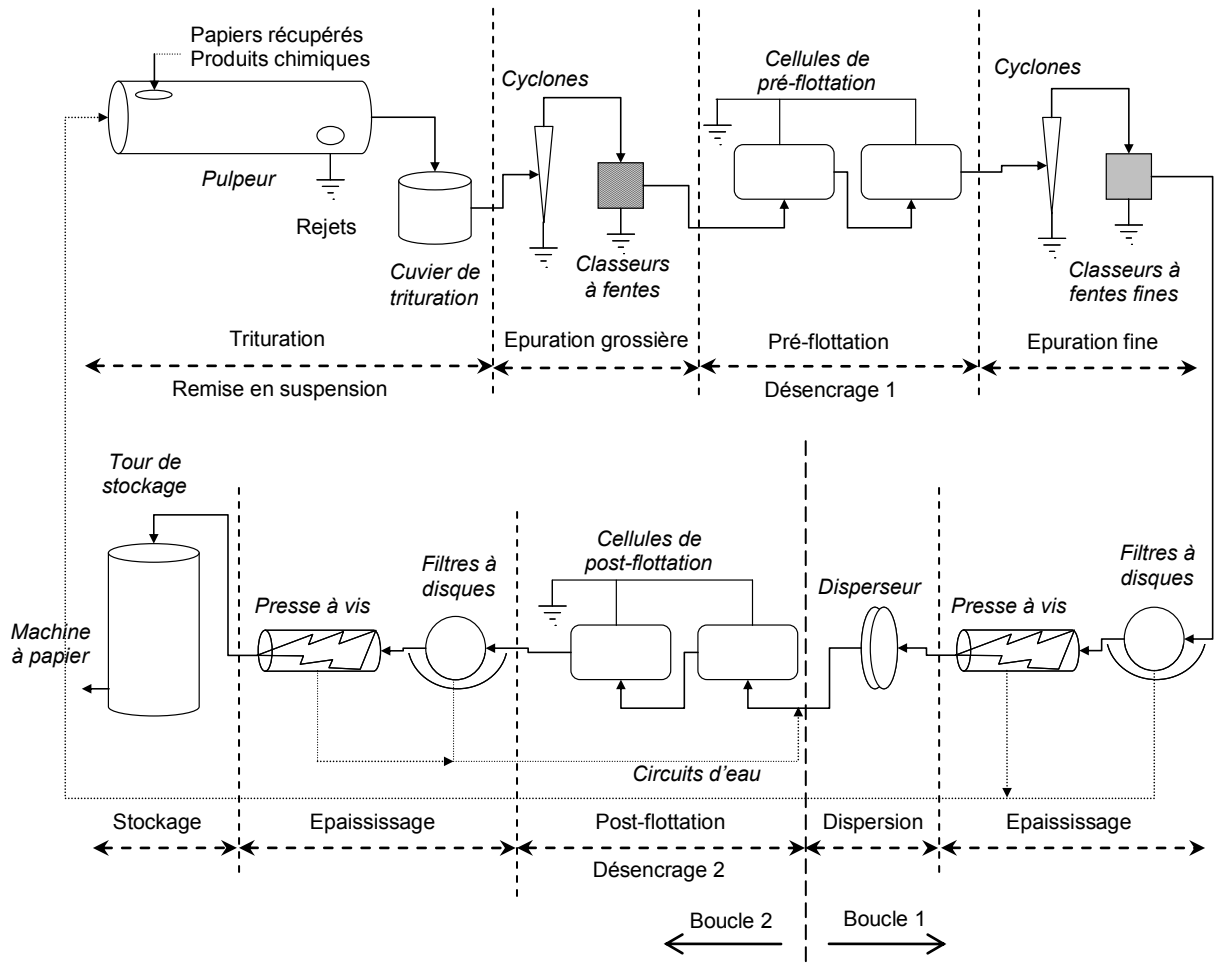 Papiers récupérés
Produits chimiques
Pulpeur
Rejets
Cuvier de
trituration
Cyclones
Classeurs
à fentes
Cellules de
pré-flottation
Cyclones
Classeurs à
fentes fines
Trituration
Remise en suspension
Epuration grossière
Pré-flottation
Désencrage 1
Epuration fine
Tour de
stockage
Machine
à papier
Presse à vis
Filtres à
disques
Cellules de
post-flottation
Disperseur
Presse à vis
Filtres à
disques
Circuits d'eau
Stockage
Epaississage
Post-flottation
Désencrage 2
Dispersion
Epaississage
Boucle 2
Boucle 1